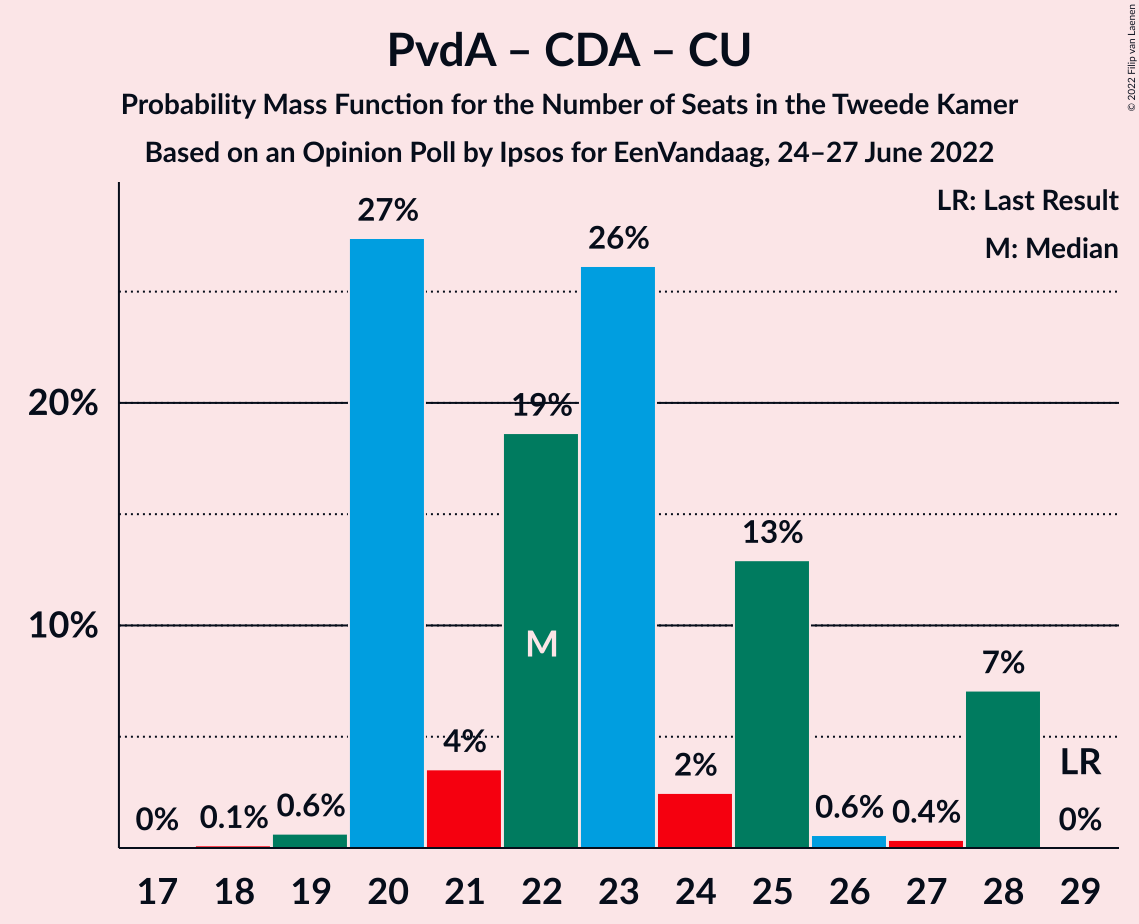 PvdA – CDA – CU
Probability Mass Function for the Number of Seats in the Tweede Kamer
Based on an Opinion Poll by Ipsos for EenVandaag, 24–27 June 2022
© 2022 Filip van Laenen
LR: Last Result
M: Median
27%
26%
20%
19%
13%
10%
M
7%
4%
2%
LR
0%
0.1%
0.6%
0.6%
0.4%
0%
17 18 19 20 21 22 23 24 25 26 27 28 29